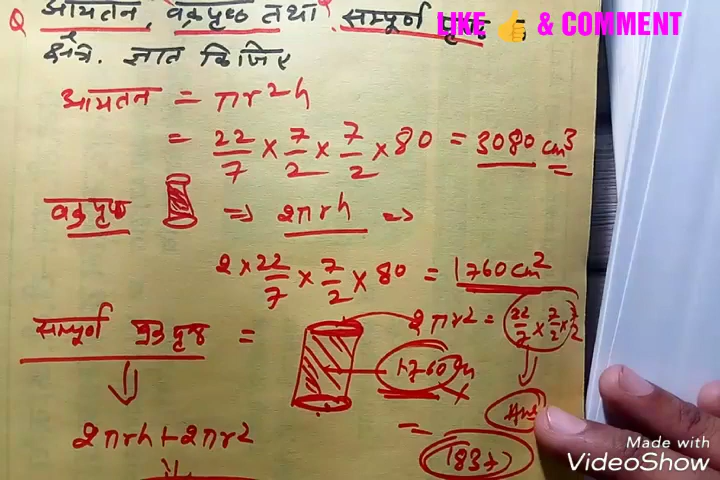 Q आयतन, वक्रपृष्ठ तथा सम्पूर्ण
LIKE 👍 & COMMENT
क्षे. ज्ञात किजिए
आयतन = πr²h
= 22/7 × 7/2 × 7/2 × 80 = 3080 cm³
वक्रपृष्ठ ⇒ 2πrh ⇒
2 × 22/7 × 7/2 × 80 = 1760 cm²
सम्पूर्ण =
2πr² = 22/7 × 7/2 × 7/2
1760
Ans
2πrh + 2πr²
= 1837
Made with
VideoShow